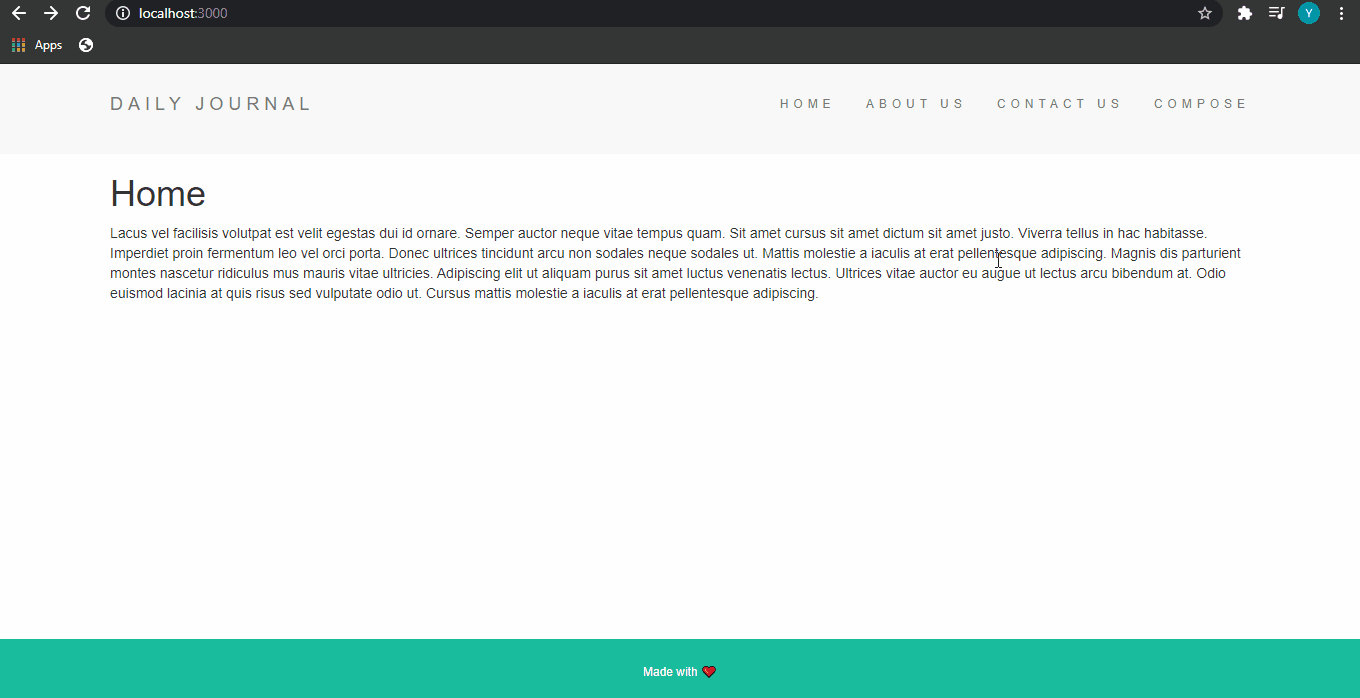 localhost:3000
Y
Apps
DAILY JOURNAL
HOME ABOUT US CONTACT US COMPOSE
Home
Lacus vel facilisis volutpat est velit egestas dui id ornare. Semper auctor neque vitae tempus quam. Sit amet cursus sit amet dictum sit amet justo. Viverra tellus in hac habitasse.
Imperdiet proin fermentum leo vel orci porta. Donec ultrices tincidunt arcu non sodales neque sodales ut. Mattis molestie a iaculis at erat pellentesque adipiscing. Magnis dis parturient
montes nascetur ridiculus mus mauris vitae ultricies. Adipiscing elit ut aliquam purus sit amet luctus venenatis lectus. Ultrices vitae auctor eu augue ut lectus arcu bibendum at. Odio
euismod lacinia at quis risus sed vulputate odio ut. Cursus mattis molestie a iaculis at erat pellentesque adipiscing.
Made with ❤️